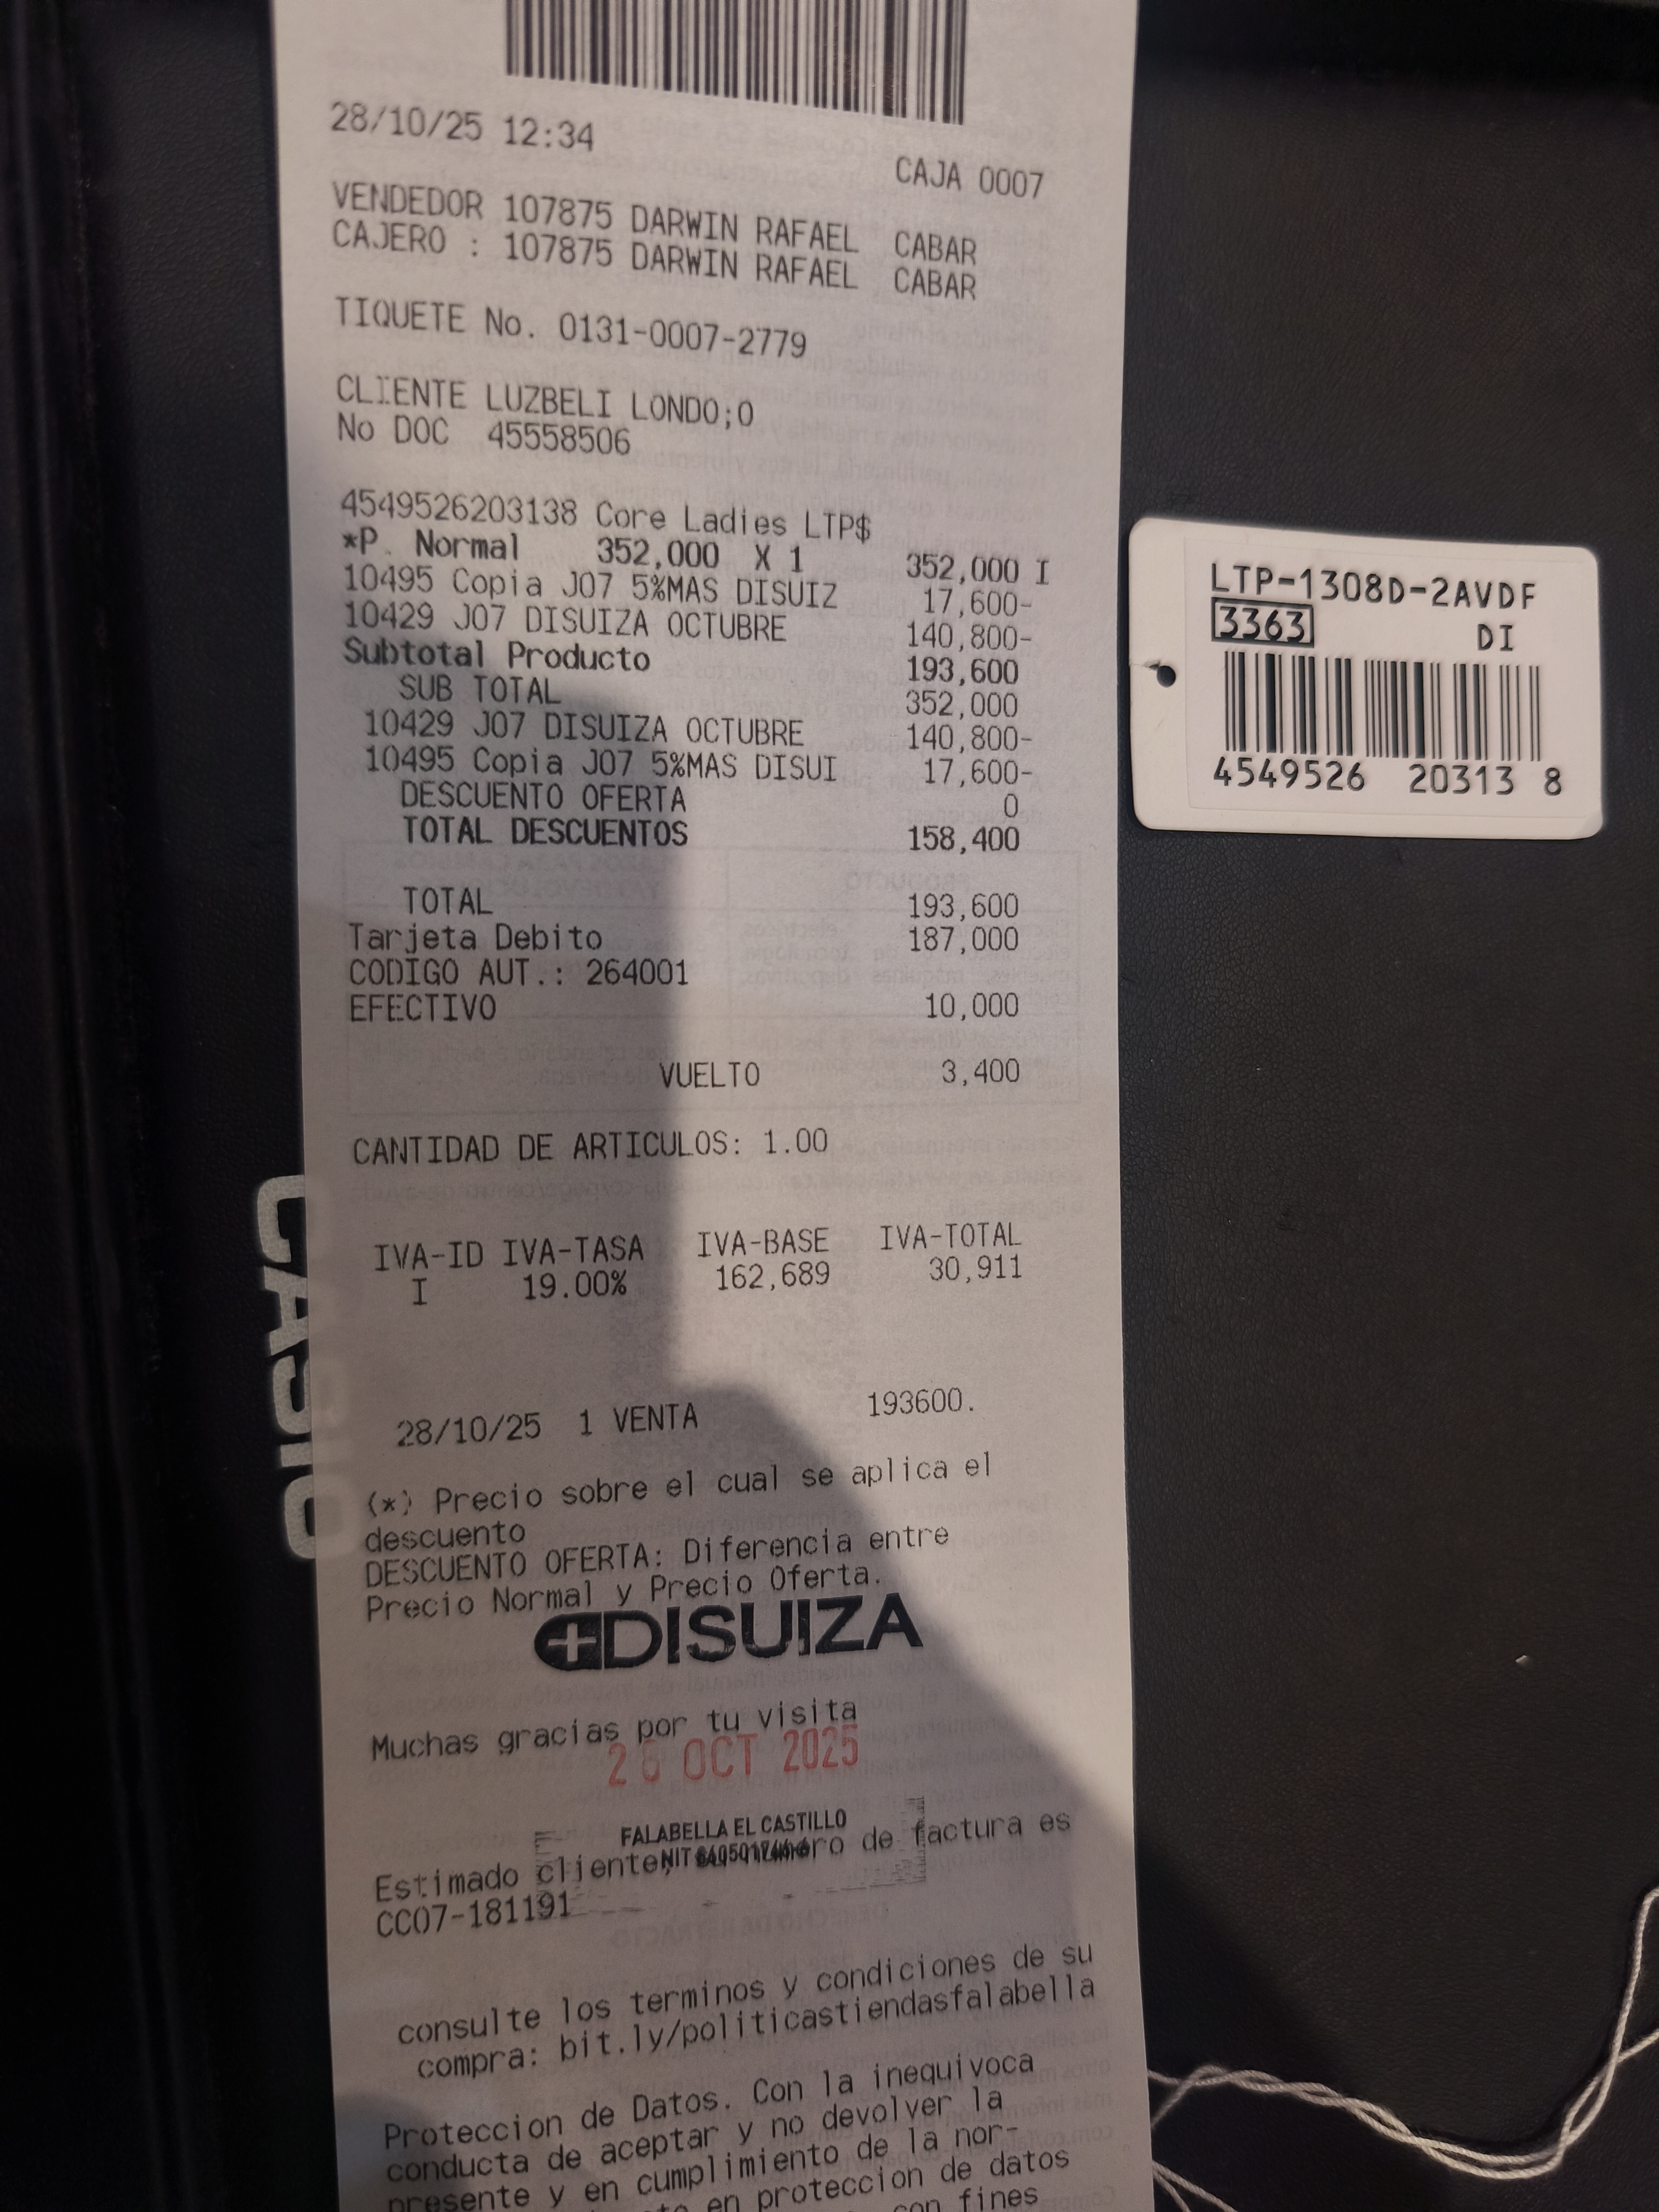 28/10/25 12:34
CAJA 0007
VENDEDOR 107875 DARWIN RAFAEL CABAR
CAJERO : 107875 DARWIN RAFAEL CABAR
TIQUETE No. 0131-0007-2779
CLIENTE LUZBELI LONDO;O
No DOC 45558506
4549526203138 Core Ladies LTP$
*P. Normal 352,000 X 1 352,000 I
10495 Copia J07 5%MAS DISUIZ 17,600-
10429 J07 DISUIZA OCTUBRE 140,800-
Subtotal Producto 193,600
SUB TOTAL 352,000
10429 J07 DISUIZA OCTUBRE 140,800-
10495 Copia J07 5%MAS DISUI 17,600-
DESCUENTO OFERTA 0
TOTAL DESCUENTOS 158,400
TOTAL 193,600
Tarjeta Debito 187,000
CODIGO AUT.: 264001
EFECTIVO 10,000
VUELTO 3,400
CANTIDAD DE ARTICULOS: 1.00
IVA-ID IVA-TASA IVA-BASE IVA-TOTAL
I 19.00% 162,689 30,911
28/10/25 1 VENTA 193600.
(*) Precio sobre el cual se aplica el
descuento
DESCUENTO OFERTA: Diferencia entre
Precio Normal y Precio Oferta.
DISUIZA
Muchas gracias por tu visita
OCT 2025
FALABELLA EL CASTILLO
NIT
Estimado cliente, su numero de factura es
CC07-181191
consulte los terminos y condiciones de su
compra: bit.ly/politicastiendasfalabella
Proteccion de Datos. Con la inequivoca
conducta de aceptar y no devolver la
presente y en cumplimiento de la nor-
en proteccion de datos
con fines
LTP-1308D-2AVDF
3363 DI
4549526 20313 8
CASIO